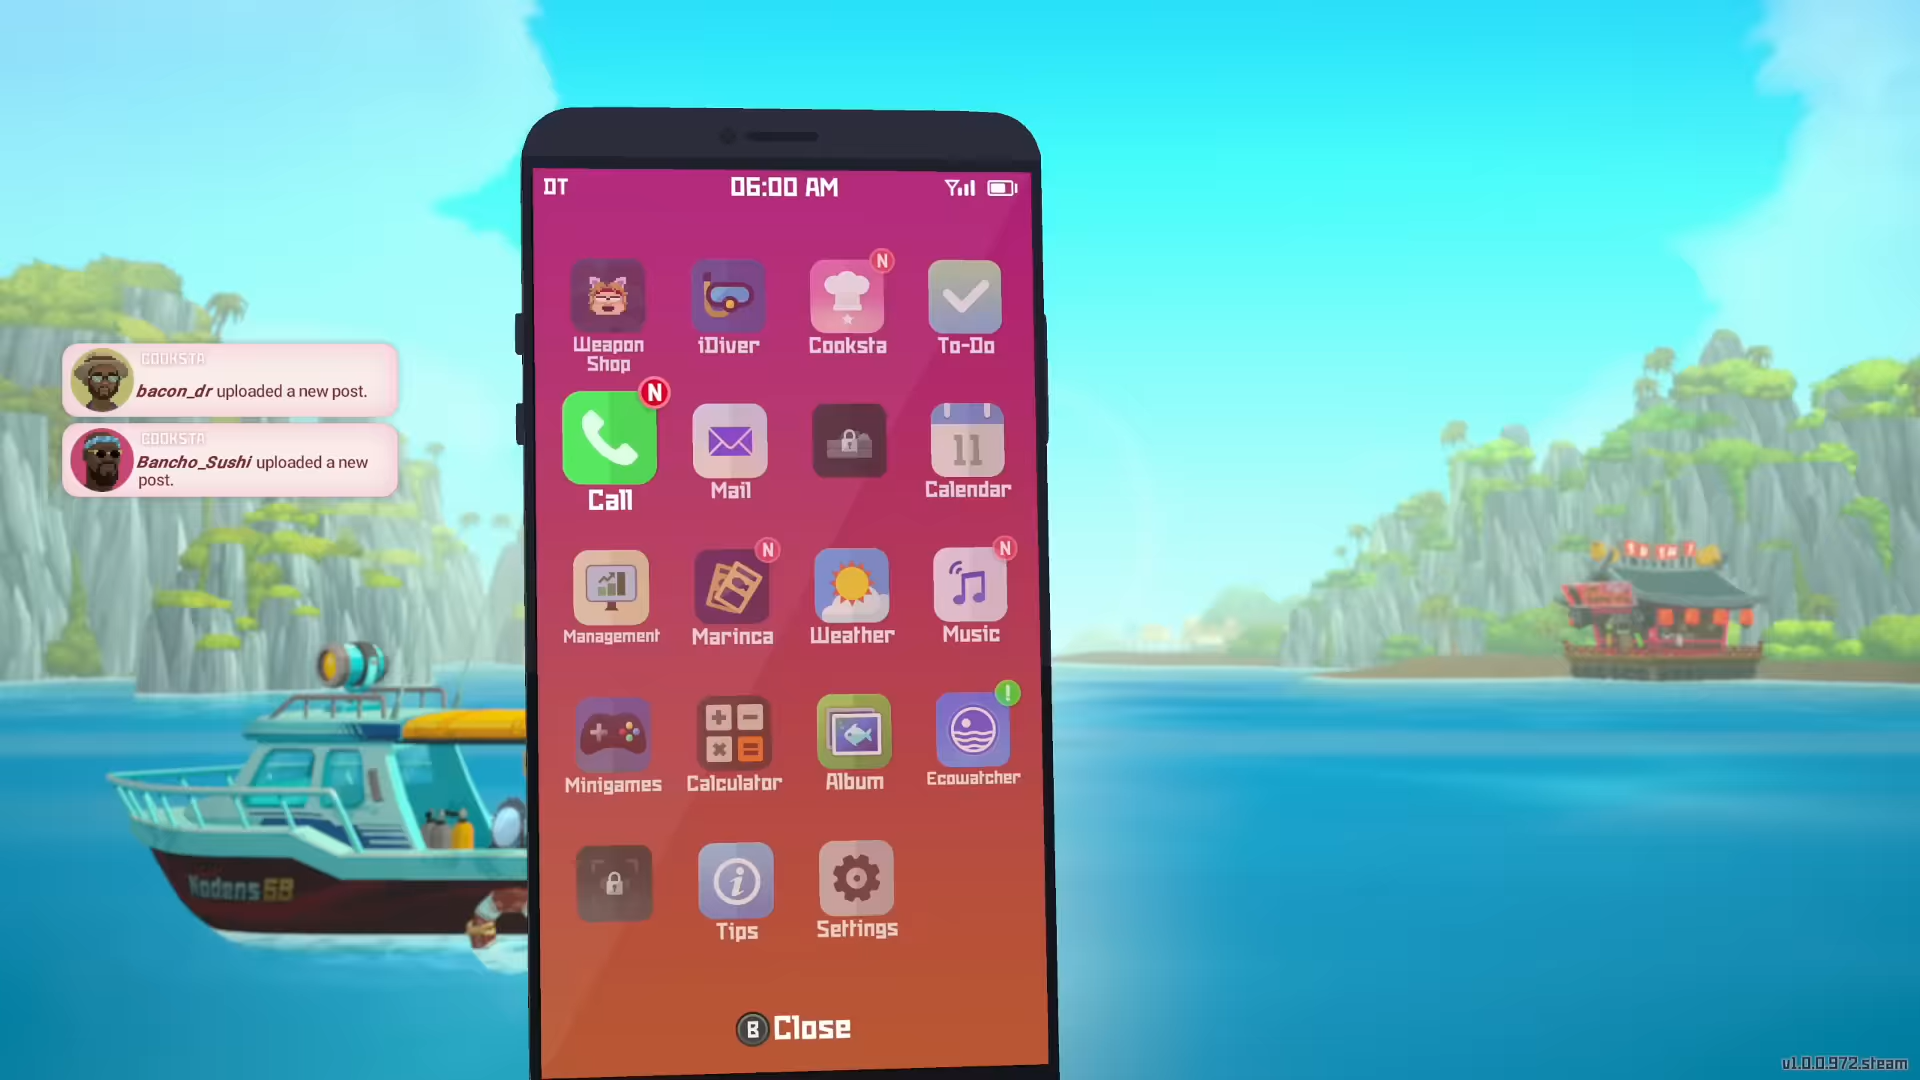 DT
06:00 AM
N
Weapon
Shop
iDiver
Cooksta
To-Do
COOKSTA
bacon_dr uploaded a new post.
COOKSTA
Bancho_Sushi uploaded a new
post.
N
Call
Mail
11
Calendar
N
N
Management
Marinca
Weather
Music
!
Minigames
Calculator
Album
Ecowatcher
Nodens68
Tips
Settings
B Close
v1.0.0.972.steam